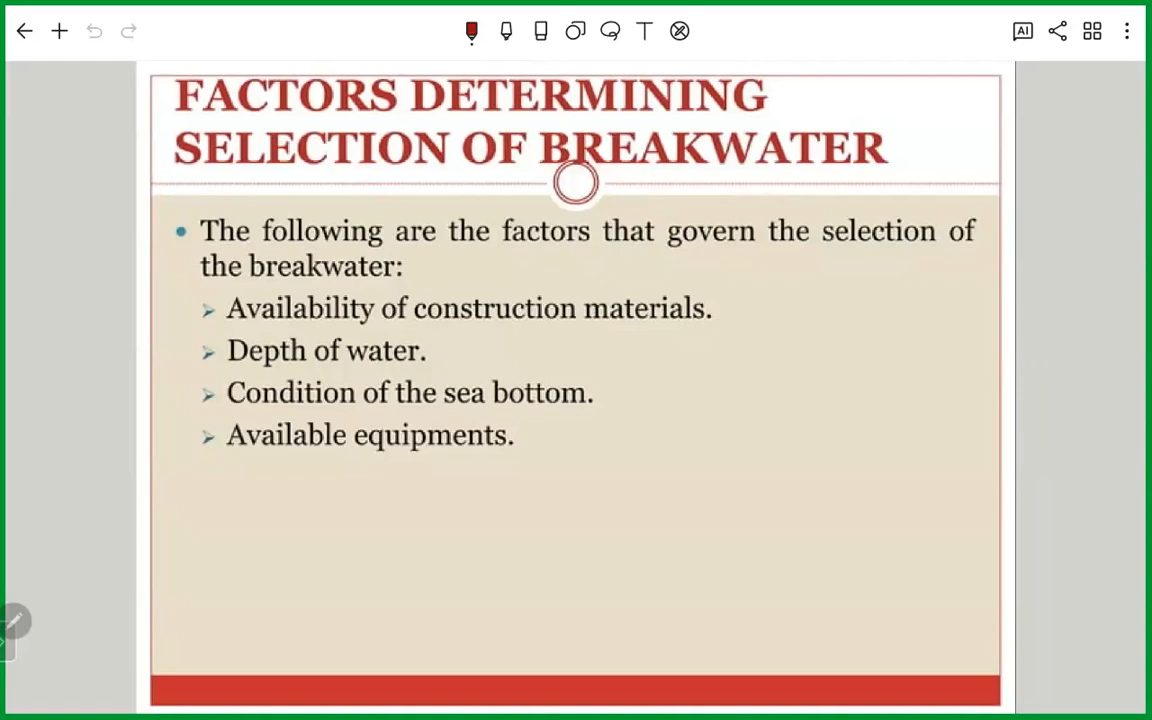 AI
FACTORS DETERMINING
SELECTION OF BREAKWATER
The following are the factors that govern the selection of
the breakwater:
Availability of construction materials.
Depth of water.
Condition of the sea bottom.
Available equipments.